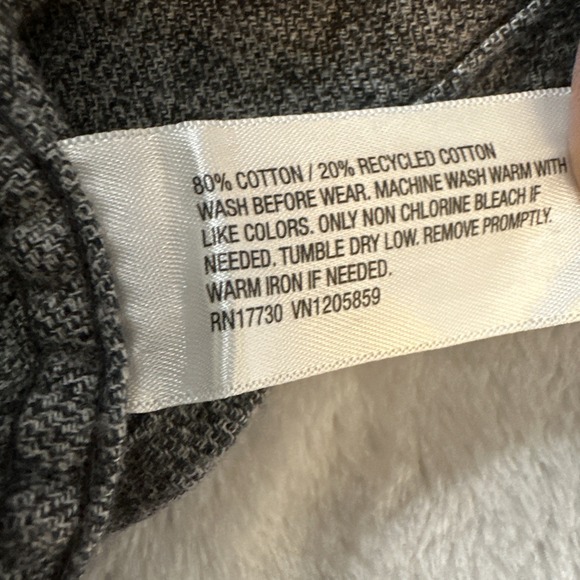 80% COTTON / 20% RECYCLED COTTON
WASH BEFORE WEAR. MACHINE WASH WARM WITH
LIKE COLORS. ONLY NON CHLORINE BLEACH IF
NEEDED. TUMBLE DRY LOW. REMOVE PROMPTLY.
WARM IRON IF NEEDED.
RN17730 VN1205859